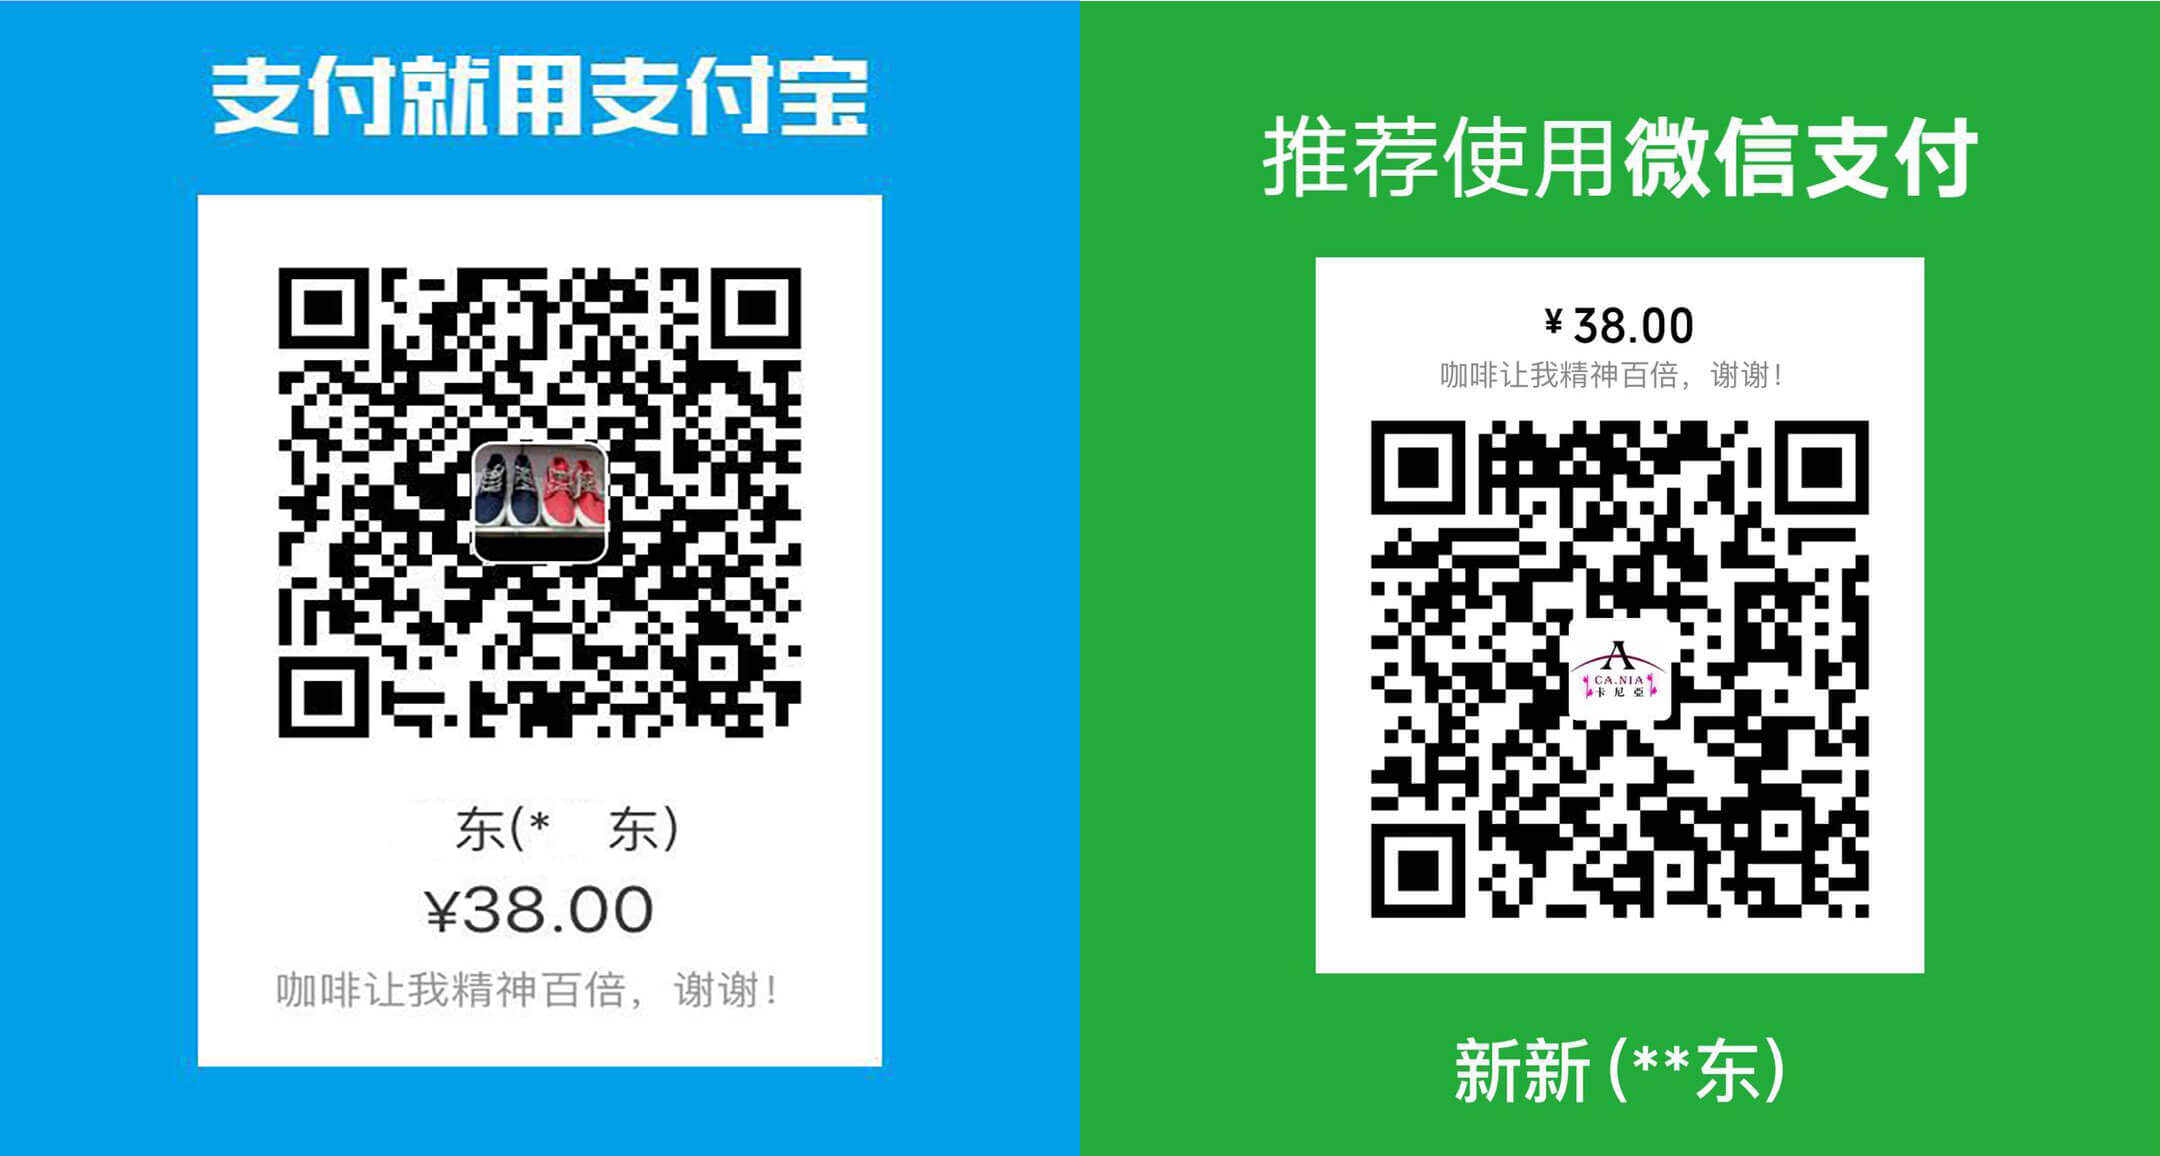 支付就用支付宝
东(* 东)
¥38.00
咖啡让我精神百倍，谢谢！
推荐使用微信支付
¥38.00
咖啡让我精神百倍，谢谢！
A
CA.NIA
卡尼亞
新新(**东)